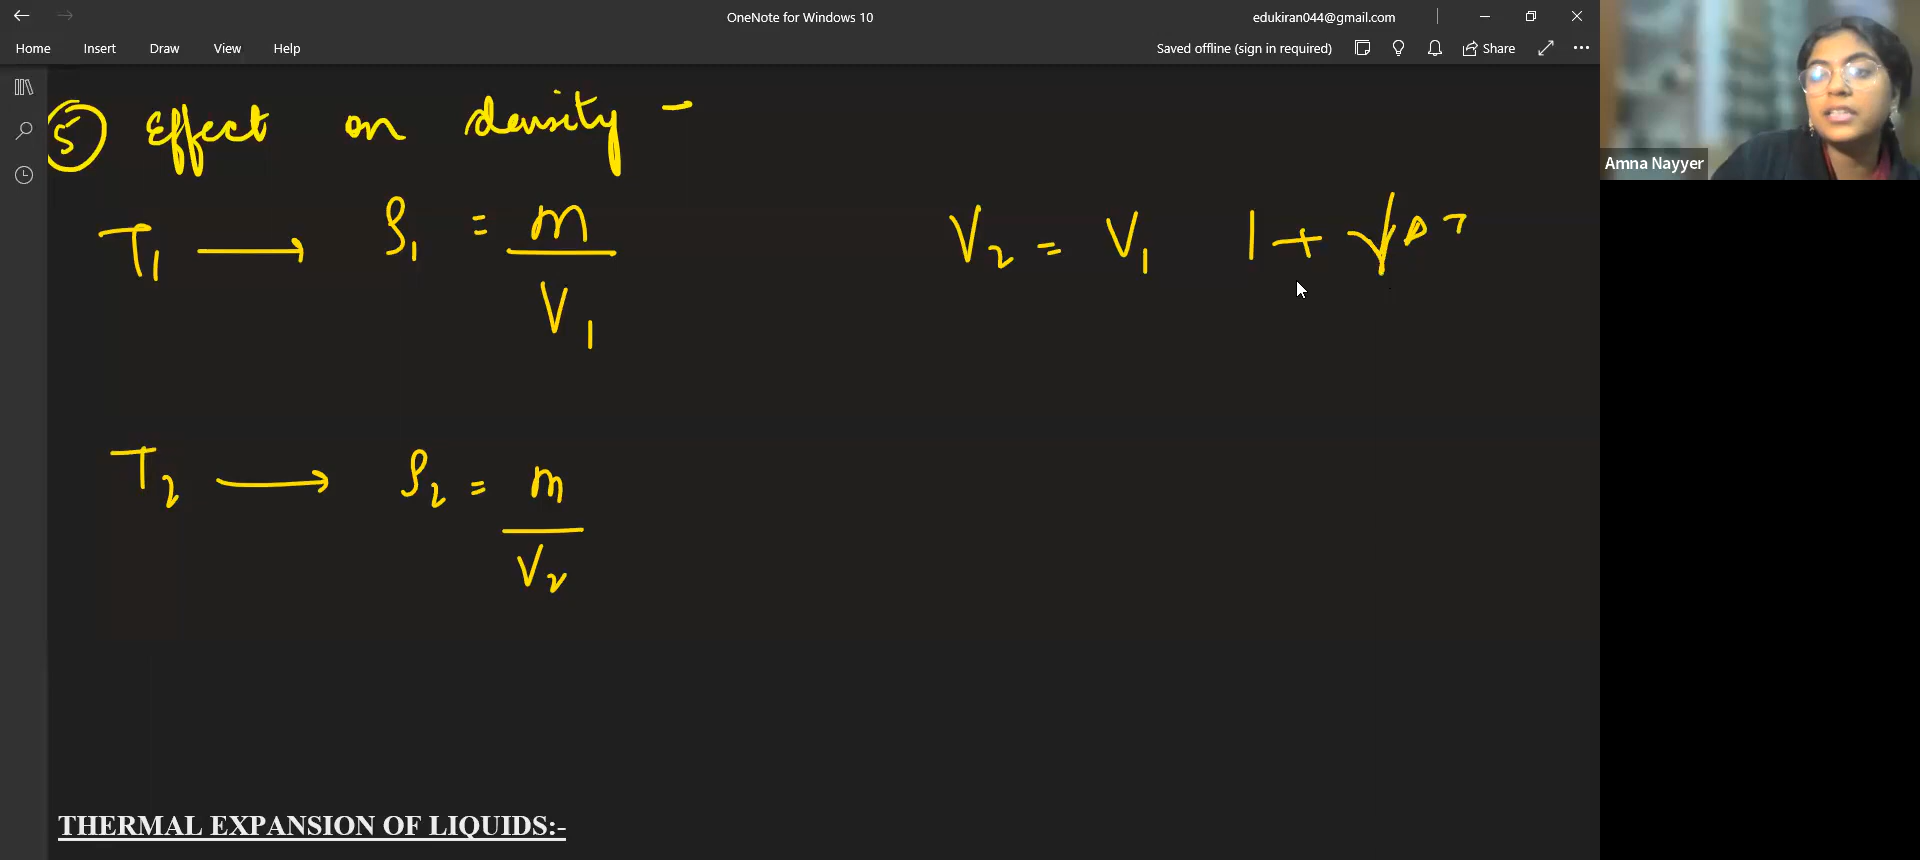 OneNote for Windows 10
edukiran044@gmail.com
Home Insert Draw View Help
Saved offline (sign in required) Share
Amna Nayyer
⑤ Effect on density -
T₁ ⟶ ρ₁ = m / V₁
V₂ = V₁ 1 + γΔT
T₂ ⟶ ρ₂ = m / V₂
THERMAL EXPANSION OF LIQUIDS:-